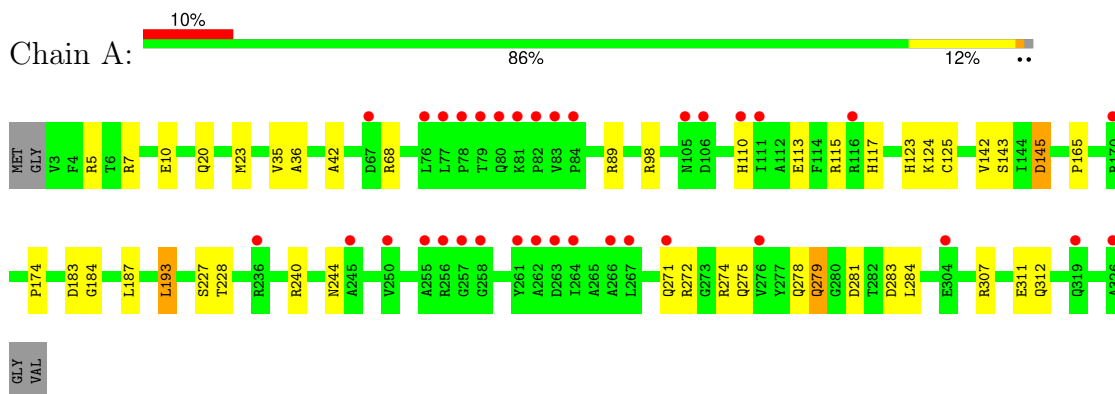 10%
Chain A:
86% 12% ••
MET GLY V3 F4 R5 T6 R7 E10 Q20 M23 V35 A36 A42 D67 R68 L76 L77 P78 T79 Q80 K81 P82 V83 P84 R89 R98 N105 D106 H110 I111 A112 E113 F114 R115 R116 H117 H123 K124 C125 V142 S143 I144 D145 P165
P174 D183 G184 L187 L193 S227 T228 R236 R240 N244 A245 V250 A255 R256 G257 G258 Y261 A262 D263 I264 A265 A266 L267 Q271 R272 G273 R274 Q275 V276 Y277 Q278 Q279 G280 D281 T282 D283 L284 E304 R307 E311 Q312 Q319
GLY VAL